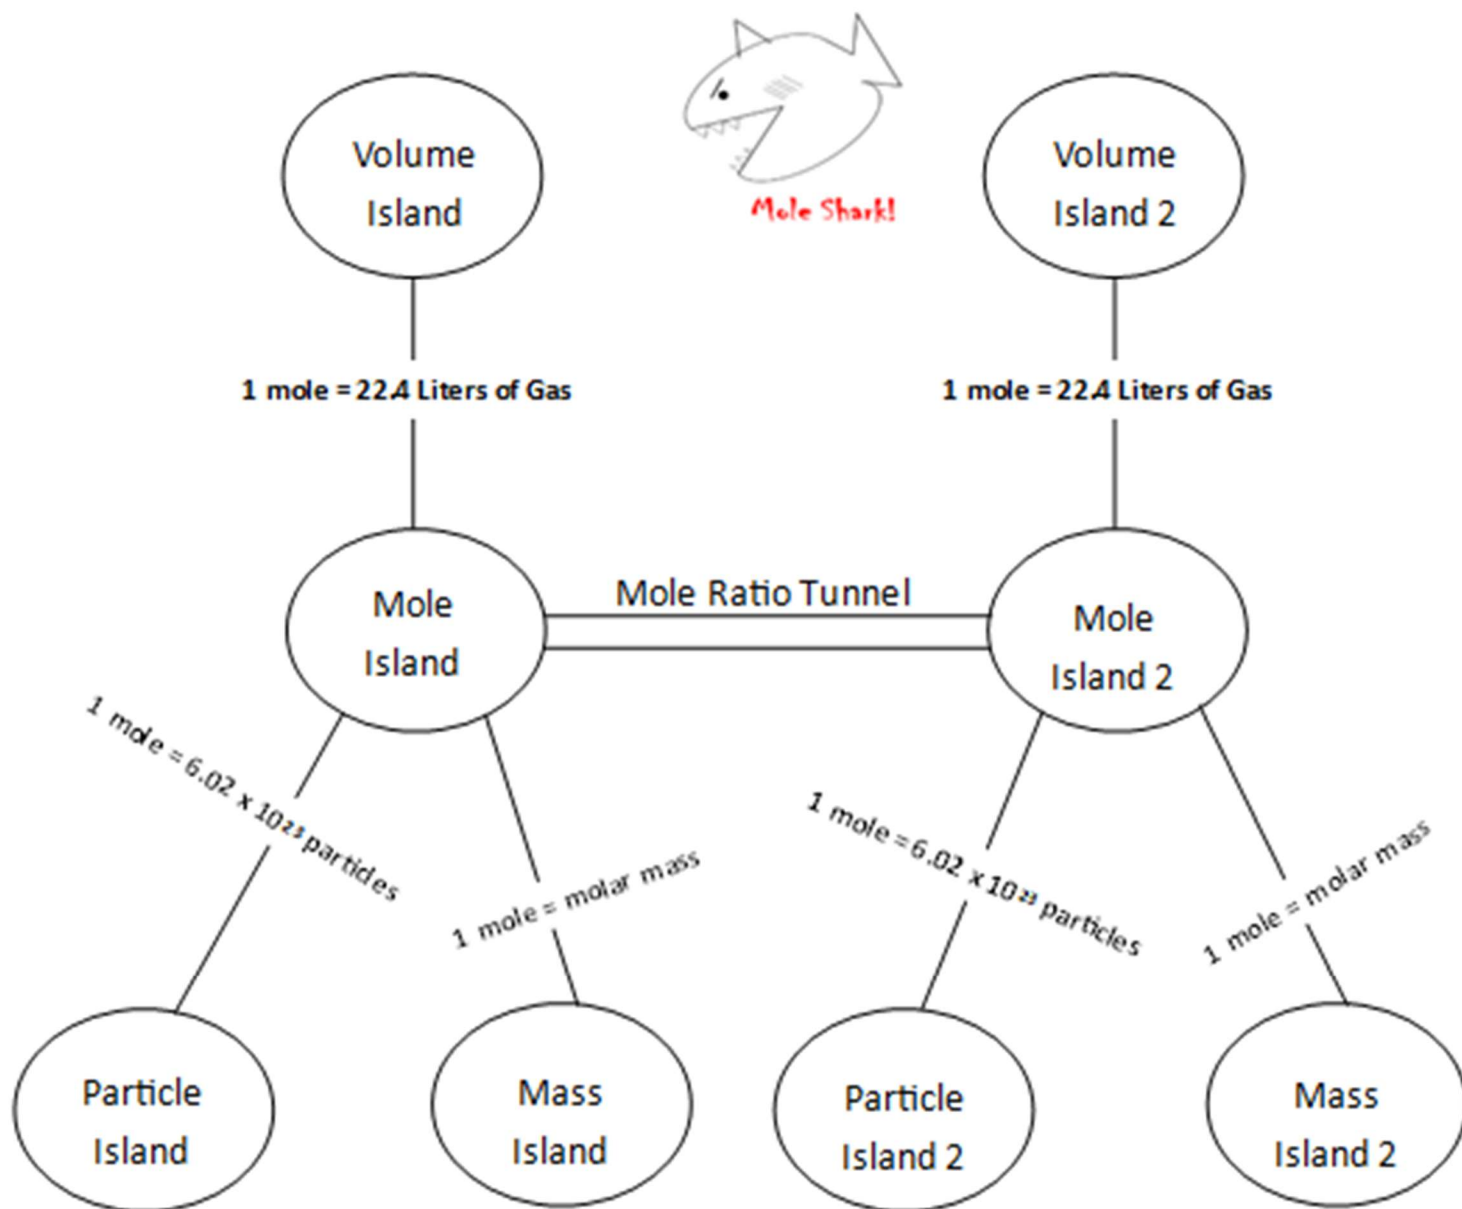 Volume
Island
Mole Shark!
Volume
Island 2
1 mole = 22.4 Liters of Gas
1 mole = 22.4 Liters of Gas
Mole
Island
Mole Ratio Tunnel
Mole
Island 2
1 mole = 6.02 x 10²³ particles
1 mole = molar mass
1 mole = 6.02 x 10²³ particles
1 mole = molar mass
Particle
Island
Mass
Island
Particle
Island 2
Mass
Island 2